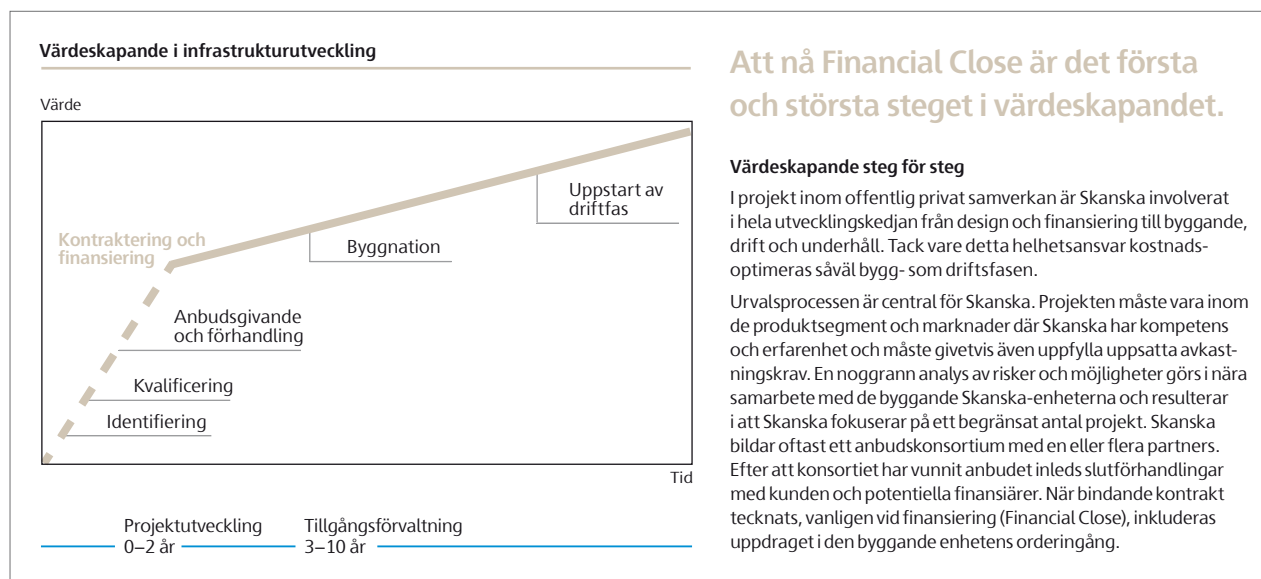 Värdeskapande i infrastrukturutveckling
Värde
Kontraktering och
finansiering
Uppstart av
driftfas
Byggnation
Anbudsgivande
och förhandling
Kvalificering
Identifiering
Tid
Projektutveckling
0–2 år
Tillgångsförvaltning
3–10 år
Att nå Financial Close är det första
och största steget i värdeskapandet.
Värdeskapande steg för steg
I projekt inom offentlig privat samverkan är Skanska involverat
i hela utvecklingskedjan från design och finansiering till byggande,
drift och underhåll. Tack vare detta helhetsansvar kostnads-
optimeras såväl bygg- som driftsfasen.
Urvalsprocessen är central för Skanska. Projekten måste vara inom
de produktsegment och marknader där Skanska har kompetens
och erfarenhet och måste givetvis även uppfylla uppsatta avkast-
ningskrav. En noggrann analys av risker och möjligheter görs i nära
samarbete med de byggande Skanska-enheterna och resulterar
i att Skanska fokuserar på ett begränsat antal projekt. Skanska
bildar oftast ett anbudskonsortium med en eller flera partners.
Efter att konsortiet har vunnit anbudet inleds slutförhandlingar
med kunden och potentiella finansiärer. När bindande kontrakt
tecknats, vanligen vid finansiering (Financial Close), inkluderas
uppdraget i den byggande enhetens orderingång.